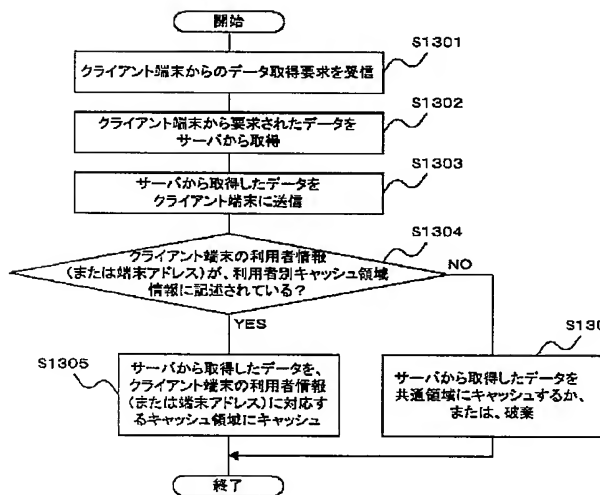 開始
S1301
クライアント端末からのデータ取得要求を受信
S1302
クライアント端末から要求されたデータを
サーバから取得
S1303
サーバから取得したデータを
クライアント端末に送信
S1304
クライアント端末の利用者情報
(または端末アドレス)が、利用者別キャッシュ領域
情報に記述されている?
NO
YES
S1305
サーバから取得したデータを、
クライアント端末の利用者情報
(または端末アドレス)に対応す
るキャッシュ領域にキャッシュ
S130
サーバから取得したデータを
共通領域にキャッシュするか、
または、破棄
終了